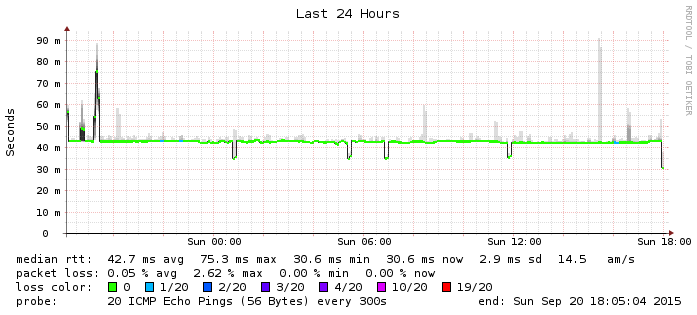 Last 24 Hours
RRDTOOL / TOBI OETIKER
Seconds
90 m
80 m
70 m
60 m
50 m
40 m
30 m
20 m
10 m
0
Sun 00:00 Sun 06:00 Sun 12:00 Sun 18:00
median rtt: 42.7 ms avg 75.3 ms max 30.6 ms min 30.6 ms now 2.9 ms sd 14.5 am/s
packet loss: 0.05 % avg 2.62 % max 0.00 % min 0.00 % now
loss color: 0 1/20 2/20 3/20 4/20 10/20 19/20
probe: 20 ICMP Echo Pings (56 Bytes) every 300s end: Sun Sep 20 18:05:04 2015